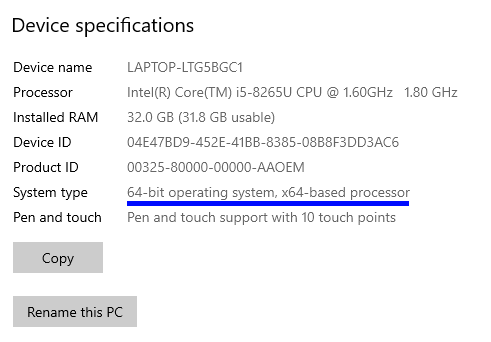 Device specifications
Device name LAPTOP-LTG5BGC1
Processor Intel(R) Core(TM) i5-8265U CPU @ 1.60GHz 1.80 GHz
Installed RAM 32.0 GB (31.8 GB usable)
Device ID 04E47BD9-452E-41BB-8385-08B8F3DD3AC6
Product ID 00325-80000-00000-AAOEM
System type 64-bit operating system, x64-based processor
Pen and touch Pen and touch support with 10 touch points
Copy
Rename this PC